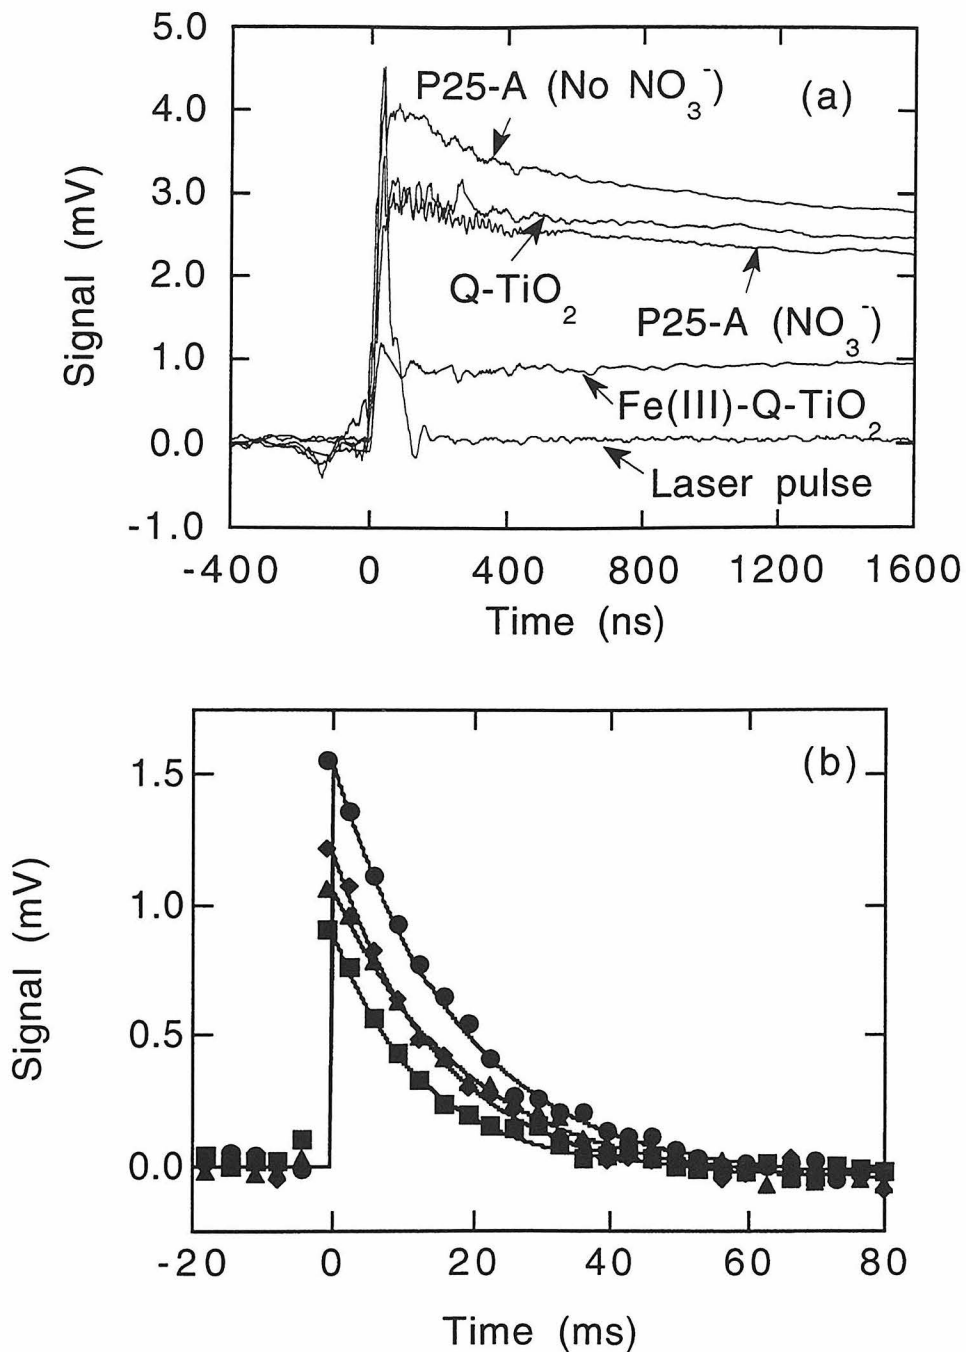 5.0
P25-A (No NO3-)
(a)
4.0
3.0
Signal (mV)
2.0
Q-TiO2
P25-A (NO3-)
1.0
Fe(III)-Q-TiO2
0.0
Laser pulse
-1.0
-400 0 400 800 1200 1600
Time (ns)
(b)
1.5
1.0
Signal (mV)
0.5
0.0
-20 0 20 40 60 80
Time (ms)